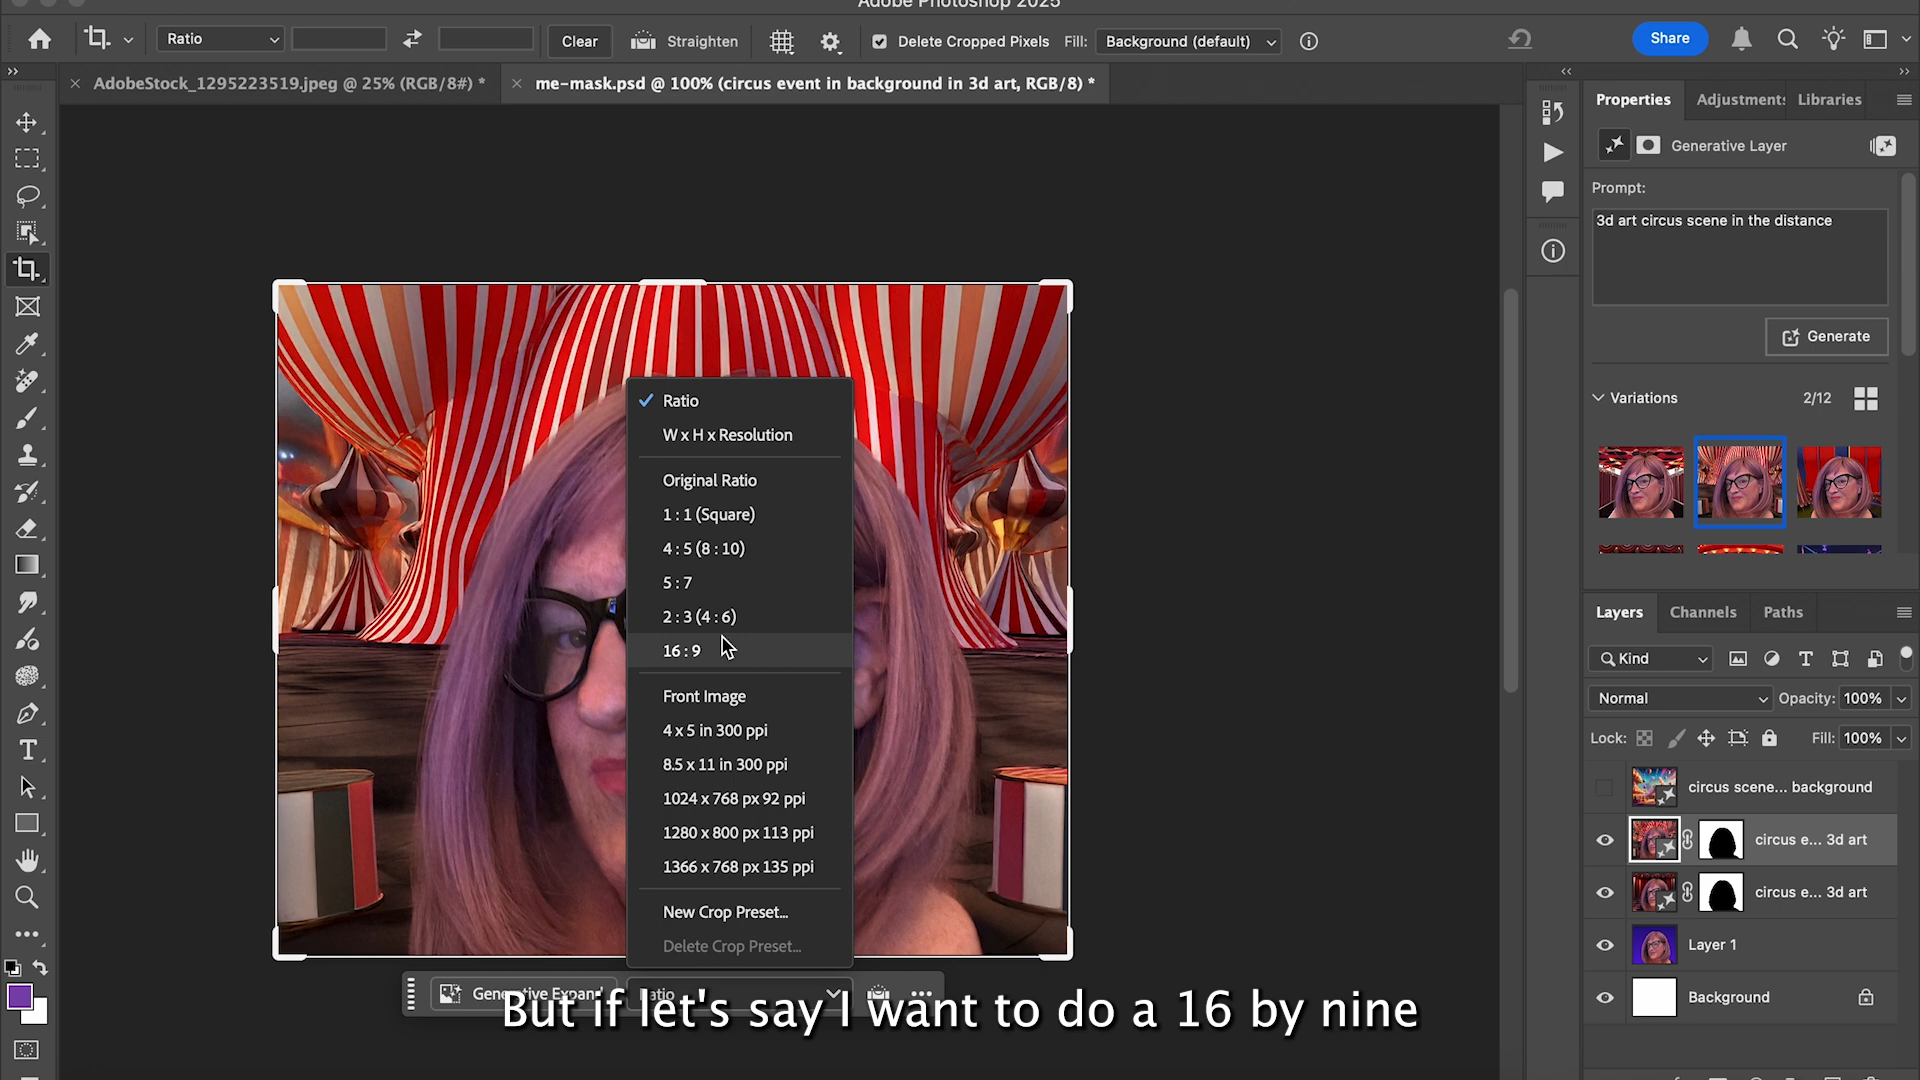 Adobe Photoshop 2025
Ratio
Clear
Straighten
Delete Cropped Pixels
Fill:
Background (default)
Share
AdobeStock_1295223519.jpeg @ 25% (RGB/8#) *
me-mask.psd @ 100% (circus event in background in 3d art, RGB/8) *
Properties
Adjustments
Libraries
Generative Layer
Prompt:
3d art circus scene in the distance
Generate
Variations
2/12
Ratio
W x H x Resolution
Original Ratio
1 : 1 (Square)
4 : 5 (8 : 10)
5 : 7
2 : 3 (4 : 6)
16 : 9
Front Image
4 x 5 in 300 ppi
8.5 x 11 in 300 ppi
1024 x 768 px 92 ppi
1280 x 800 px 113 ppi
1366 x 768 px 135 ppi
New Crop Preset...
Delete Crop Preset...
Generative Expand
Ratio
But if let's say I want to do a 16 by nine
Layers
Channels
Paths
Kind
Normal
Opacity: 100%
Lock:
Fill: 100%
circus scene... background
circus e... 3d art
circus e... 3d art
Layer 1
Background